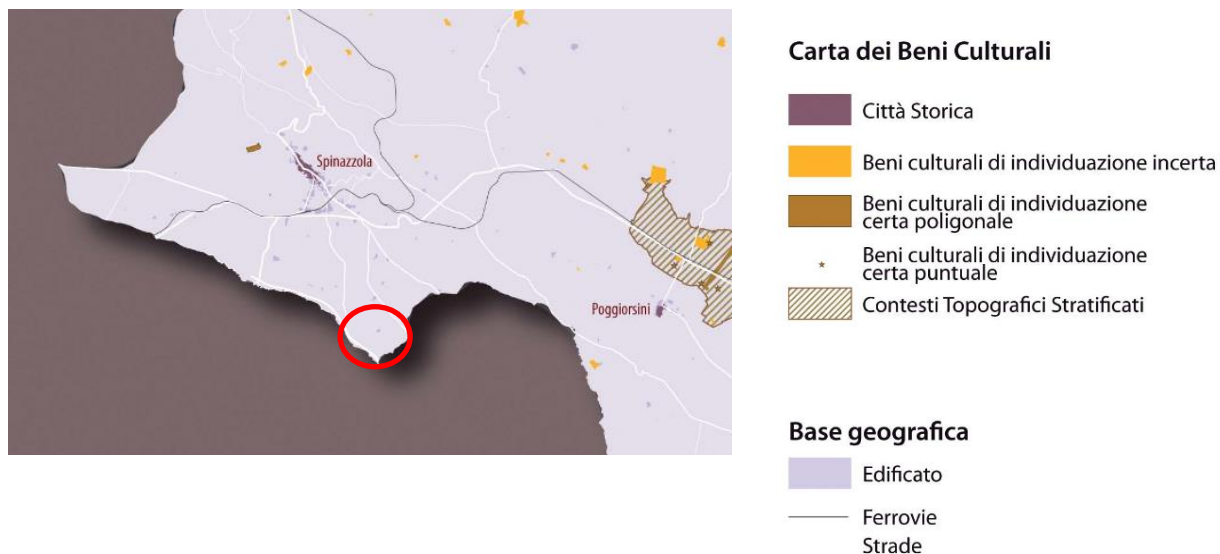 Carta dei Beni Culturali
Città Storica
Beni culturali di individuazione incerta
Beni culturali di individuazione
certa poligonale
Beni culturali di individuazione
certa puntuale
Contesti Topografici Stratificati
Base geografica
Edificato
Ferrovie
Strade
Spinazzola
Poggiorsini